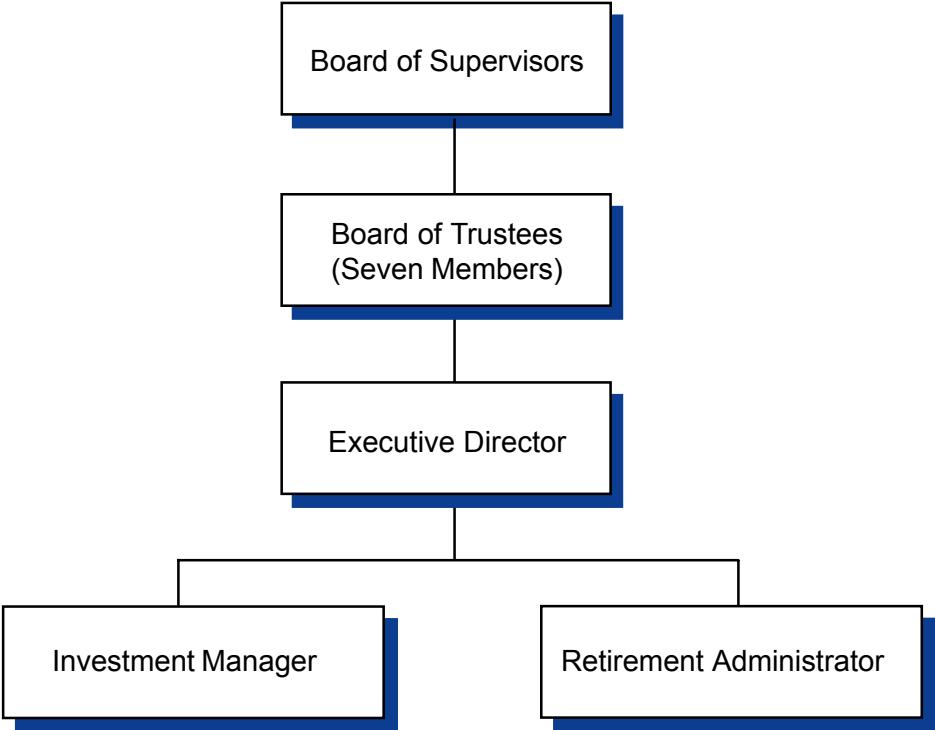 Board of Supervisors
Board of Trustees
(Seven Members)
Executive Director
Investment Manager
Retirement Administrator